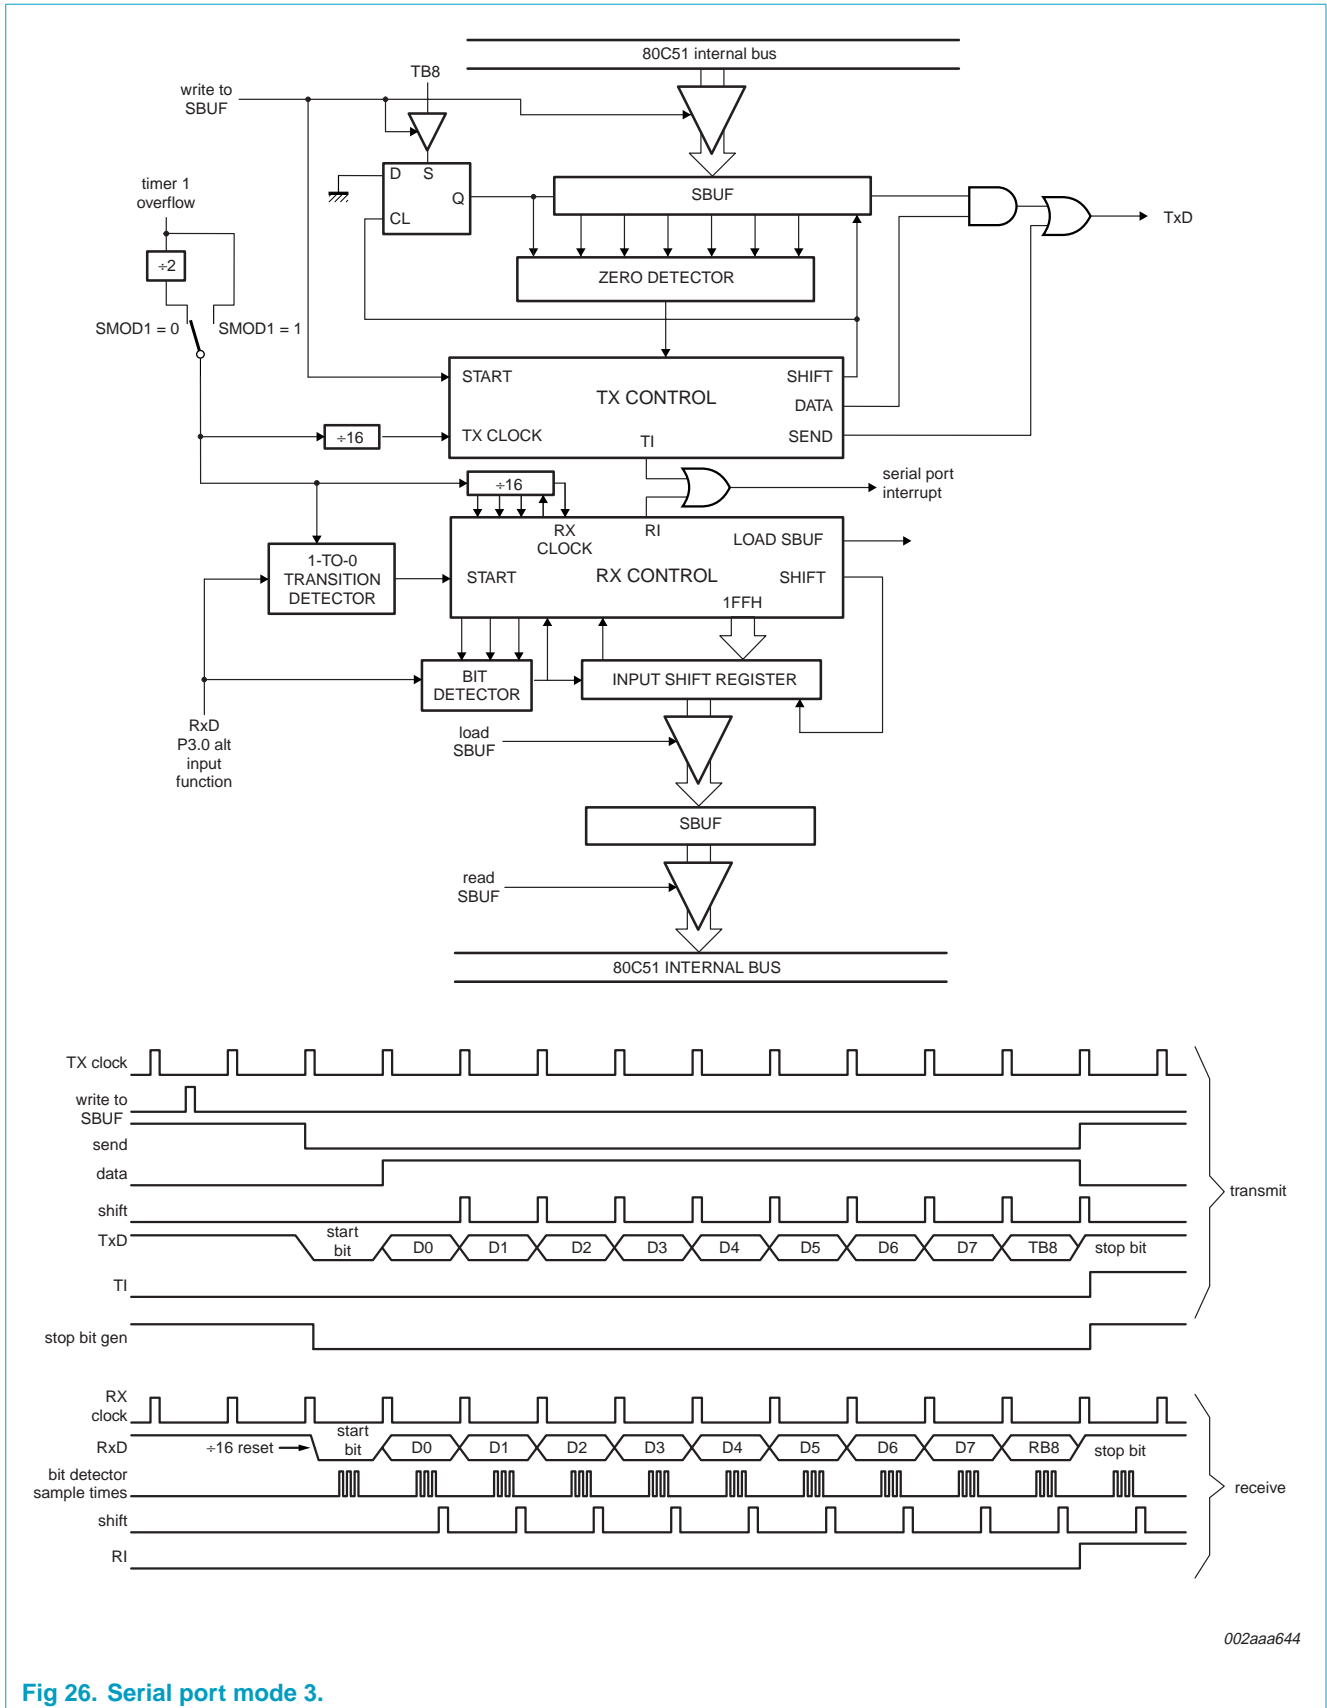 80C51 internal bus
TB8
write to
SBUF
D S
Q
CL
SBUF
TxD
timer 1
overflow
÷2
ZERO DETECTOR
SMOD1 = 0
SMOD1 = 1
START
SHIFT
TX CONTROL
DATA
÷16
TX CLOCK
TI
SEND
serial port
interrupt
÷16
RX
CLOCK
RI
LOAD SBUF
1-TO-0
TRANSITION
DETECTOR
START
RX CONTROL
SHIFT
1FFH
BIT
DETECTOR
INPUT SHIFT REGISTER
RxD
P3.0 alt
input
function
load
SBUF
SBUF
read
SBUF
80C51 INTERNAL BUS
TX clock
write to
SBUF
send
data
shift
TxD
start
bit
D0 D1 D2 D3 D4 D5 D6 D7 TB8 stop bit
TI
stop bit gen
transmit
RX
clock
RxD
÷16 reset
start
bit
D0 D1 D2 D3 D4 D5 D6 D7 RB8 stop bit
bit detector
sample times
shift
RI
receive
002aaa644
Fig 26. Serial port mode 3.